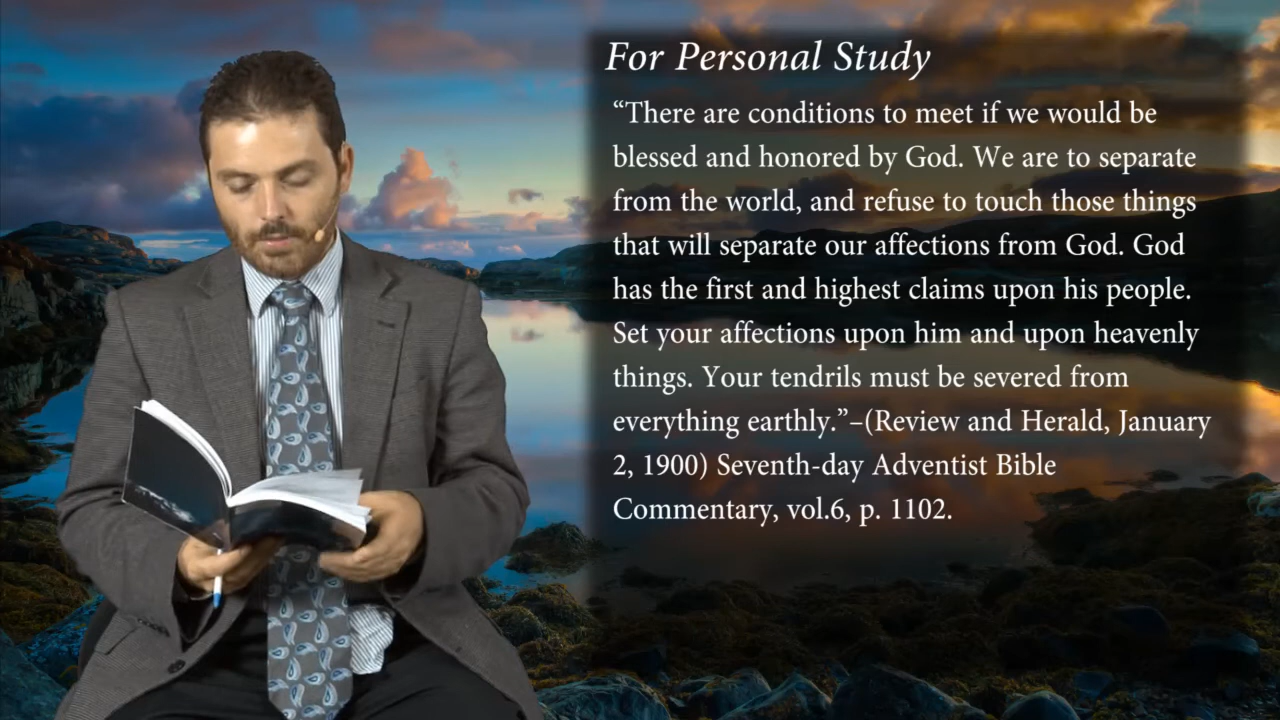 For Personal Study
“There are conditions to meet if we would be
blessed and honored by God. We are to separate
from the world, and refuse to touch those things
that will separate our affections from God. God
has the first and highest claims upon his people.
Set your affections upon him and upon heavenly
things. Your tendrils must be severed from
everything earthly.”–(Review and Herald, January
2, 1900) Seventh-day Adventist Bible
Commentary, vol.6, p. 1102.